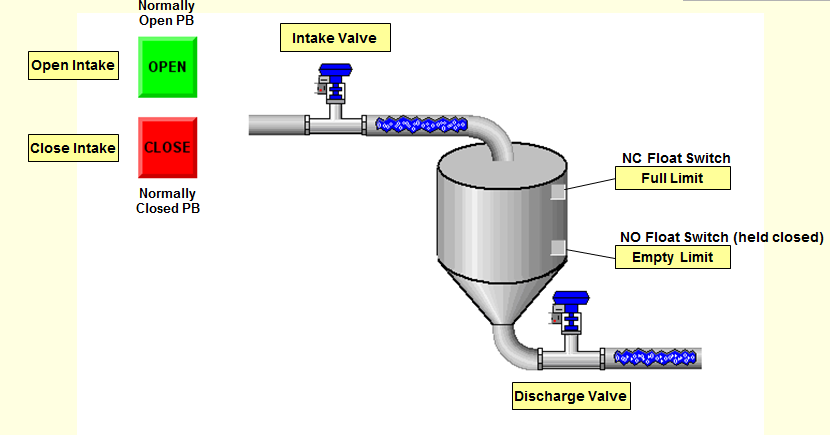 Normally
Open PB
Open Intake
OPEN
Intake Valve
Close Intake
CLOSE
Normally
Closed PB
NC Float Switch
Full Limit
NO Float Switch (held closed)
Empty Limit
Discharge Valve